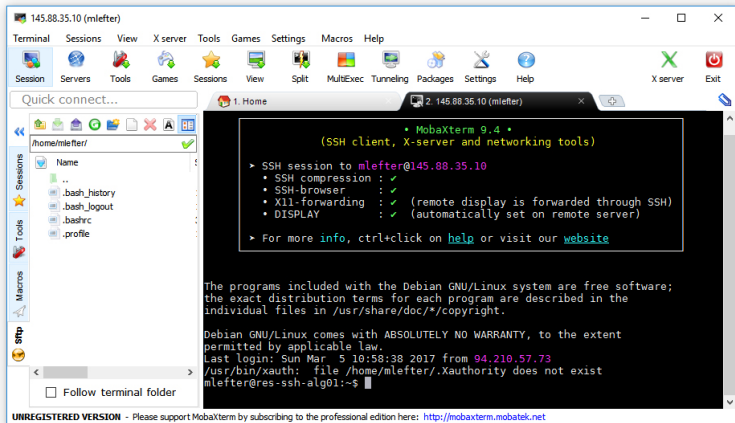 145.88.35.10 (mlefter)
Terminal Sessions View X server Tools Games Settings Macros Help
Session Servers Tools Games Sessions View Split MultiExec Tunneling Packages Settings Help X server Exit
Quick connect...
1. Home
2. 145.88.35.10 (mlefter)
/home/mlefter/
Name
..
.bash_history
.bash_logout
.bashrc
.profile
Sessions
Tools
Macros
Sftp
Follow terminal folder
• MobaXterm 9.4 •
(SSH client, X-server and networking tools)
➤ SSH session to mlefter@145.88.35.10
• SSH compression : ✔
• SSH-browser : ✔
• X11-forwarding : ✔ (remote display is forwarded through SSH)
• DISPLAY : ✔ (automatically set on remote server)
➤ For more info, ctrl+click on help or visit our website
The programs included with the Debian GNU/Linux system are free software;
the exact distribution terms for each program are described in the
individual files in /usr/share/doc/*/copyright.
Debian GNU/Linux comes with ABSOLUTELY NO WARRANTY, to the extent
permitted by applicable law.
Last login: Sun Mar  5 10:58:38 2017 from 94.210.57.73
/usr/bin/xauth:  file /home/mlefter/.Xauthority does not exist
mlefter@res-ssh-alg01:~$
UNREGISTERED VERSION - Please support MobaXterm by subscribing to the professional edition here: http://mobaxterm.mobatek.net